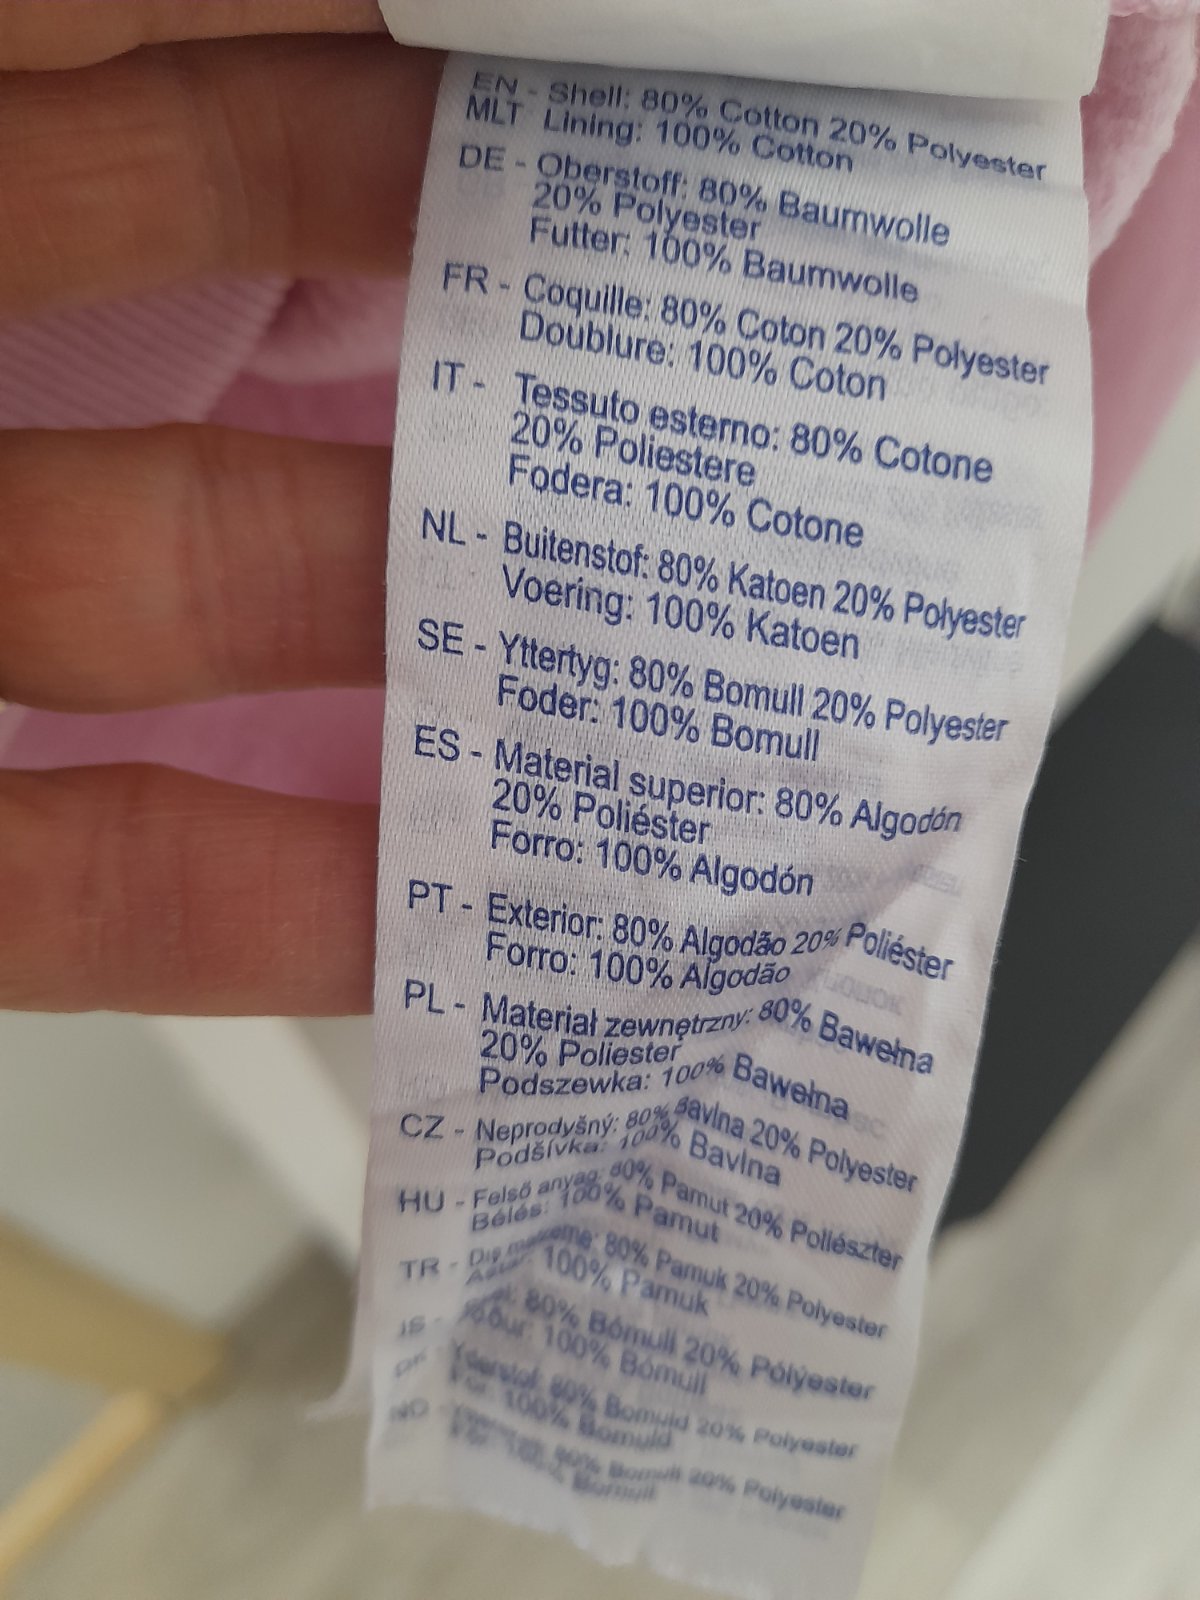 EN - Shell: 80% Cotton 20% Polyester
MLT Lining: 100% Cotton
DE - Oberstoff: 80% Baumwolle
20% Polyester
Futter: 100% Baumwolle
FR - Coquille: 80% Coton 20% Polyester
Doublure: 100% Coton
IT - Tessuto esterno: 80% Cotone
20% Poliestere
Fodera: 100% Cotone
NL - Buitenstof: 80% Katoen 20% Polyester
Voering: 100% Katoen
SE - Yttertyg: 80% Bomull 20% Polyester
Foder: 100% Bomull
ES - Material superior: 80% Algodón
20% Poliéster
Forro: 100% Algodón
PT - Exterior: 80% Algodão 20% Poliéster
Forro: 100% Algodão
PL - Materiał zewnętrzny: 80% Bawełna
20% Poliester
Podszewka: 100% Bawełna
CZ - Neprodyšný: 80% Bavlna 20% Polyester
Podšívka: 100% Bavlna
HU - Felső anyag: 80% Pamut 20% Poliészter
Bélés: 100% Pamut
TR - Dış 80% Pamuk 20% Polyester
100% Pamuk
IS - 80% Bómull 20% Pólýester
100% Bómull
80% Bomuld 20% Polyester
100% Bomuld
NO - 80% Bomull 20% Polyester
Bomull